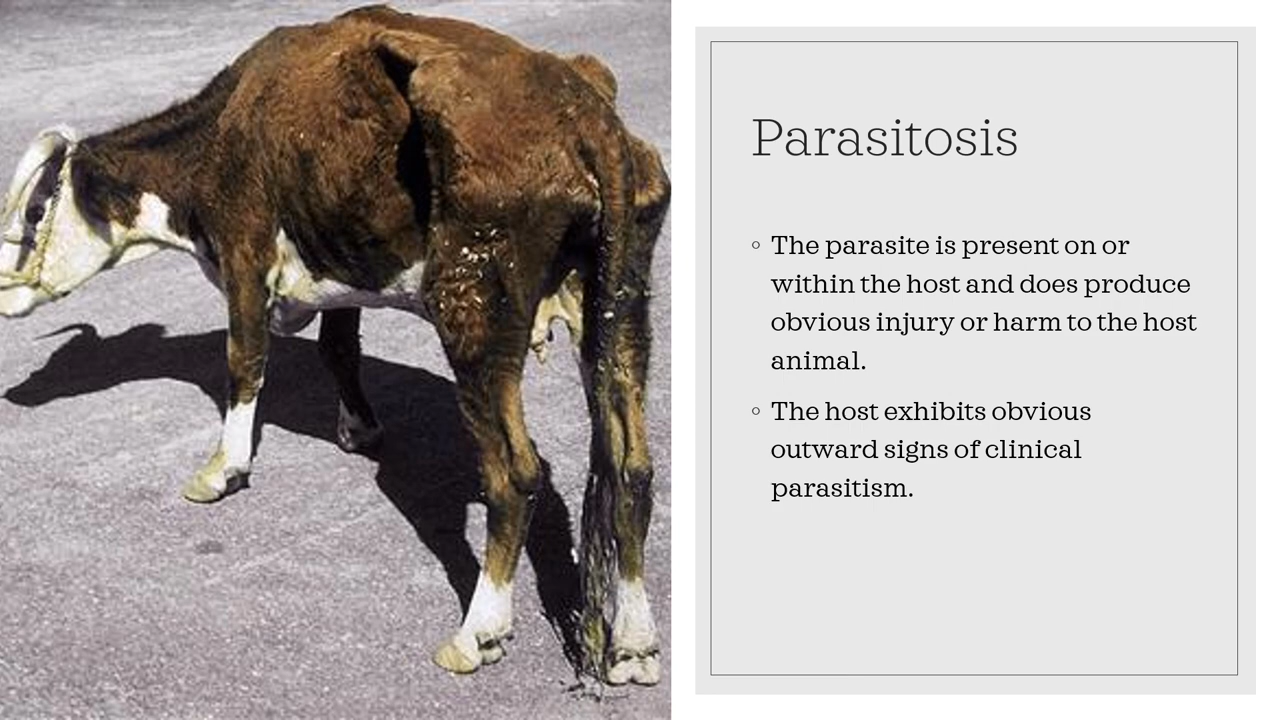 Parasitosis
◦ The parasite is present on or
within the host and does produce
obvious injury or harm to the host
animal.
◦ The host exhibits obvious
outward signs of clinical
parasitism.